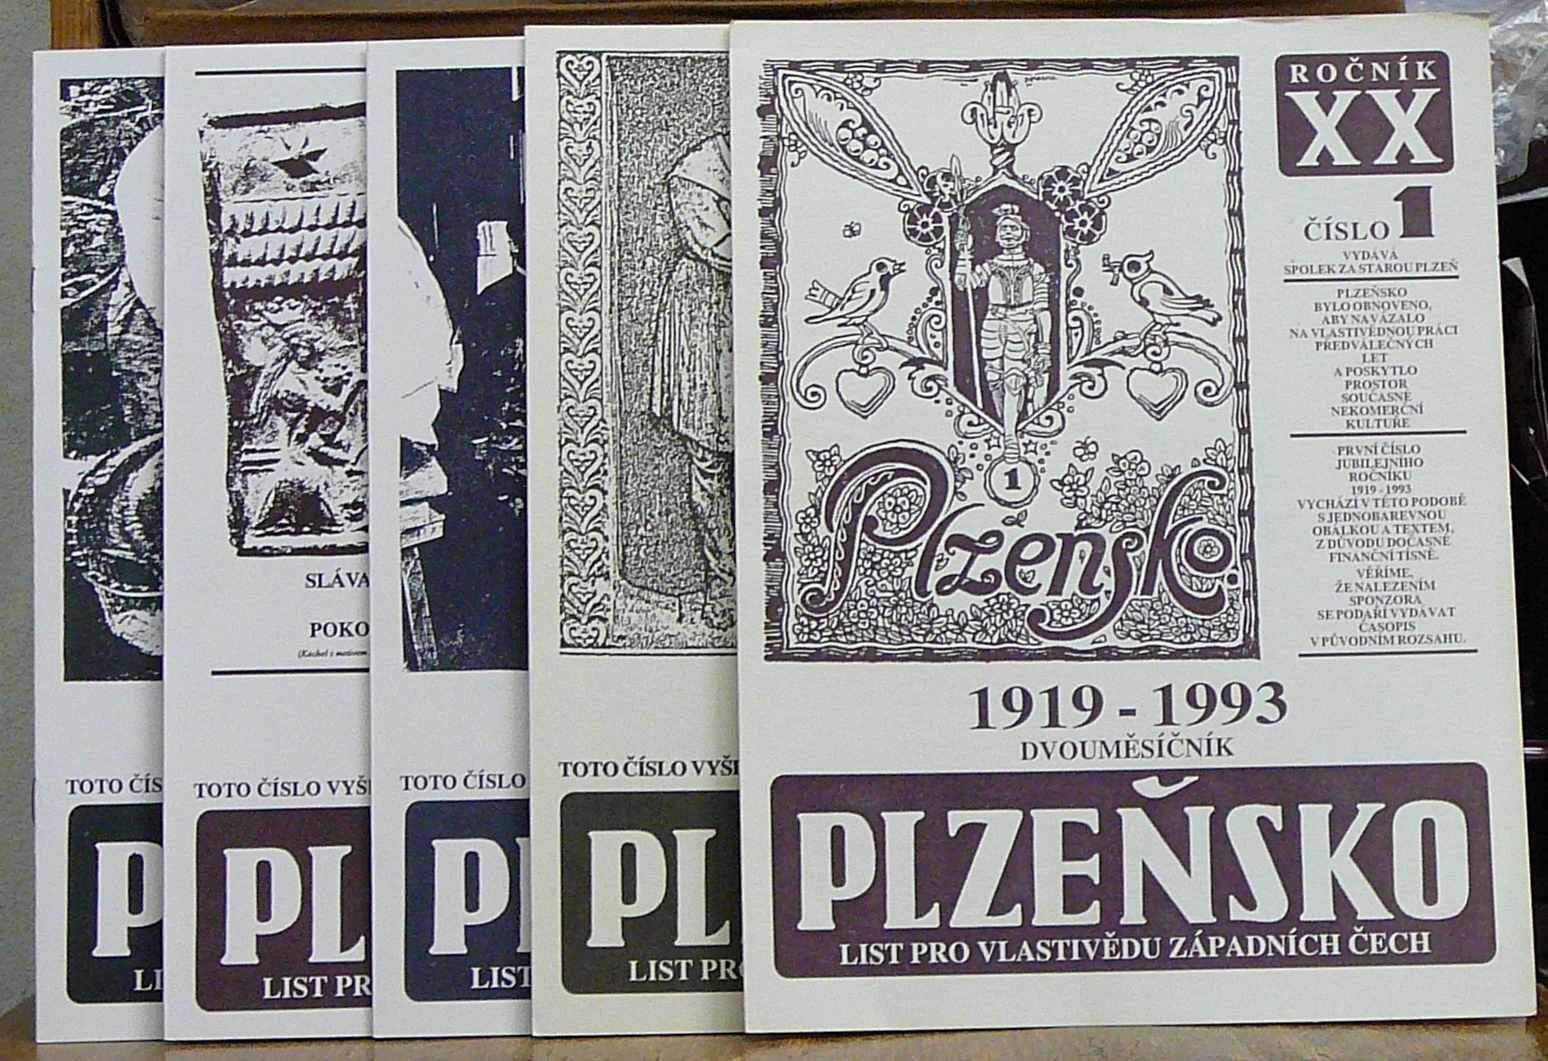 ROČNÍK
XX
ČÍSLO 1
VYDÁVÁ
SPOLEK ZA STAROU PLZEŇ
PLZEŇSKO
BYLO OBNOVENO,
ABY NAVÁZALO
NA VLASTIVĚDNOU PRÁCI
PŘEDVÁLEČNÝCH
LET
A POSKYTLO
PROSTOR
SOUČASNÉ
NEKOMERČNÍ
KULTUŘE
PRVNÍ ČÍSLO
JUBILEJNÍHO
ROČNÍKU
1919 - 1993
VYCHÁZÍ V TÉTO PODOBĚ
S JEDNOBAREVNOU
OBÁLKOU A TEXTEM,
Z DŮVODU DOČASNÉ
FINANČNÍ TÍSNĚ.
VĚŘÍME,
ŽE NALEZENÍM
SPONZORA
SE PODAŘÍ VYDÁVAT
ČASOPIS
V PŮVODNÍM ROZSAHU.
1
Plzeňsko
1919 - 1993
DVOUMĚSÍČNÍK
PLZEŇSKO
LIST PRO VLASTIVĚDU ZÁPADNÍCH ČECH
TOTO ČÍSLO VYŠ
PL
LIST PR
TOTO ČÍSLO
P
LIST
SLÁVA
POKO
(Kachel s motivem
TOTO ČÍSLO VYŠ
PL
LIST PR
TOTO ČÍS
P
LI